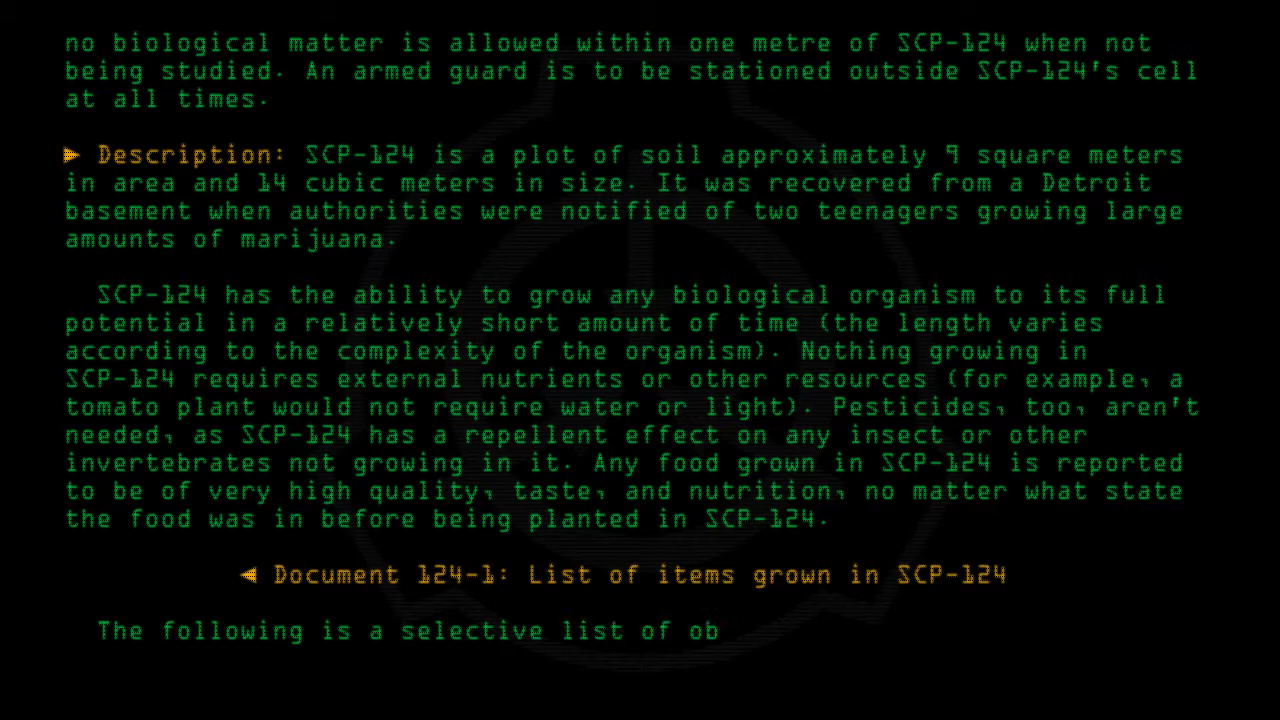 no biological matter is allowed within one metre of SCP-124 when not
being studied. An armed guard is to be stationed outside SCP-124's cell
at all times.
► Description: SCP-124 is a plot of soil approximately 9 square meters
in area and 14 cubic meters in size. It was recovered from a Detroit
basement when authorities were notified of two teenagers growing large
amounts of marijuana.
SCP-124 has the ability to grow any biological organism to its full
potential in a relatively short amount of time (the length varies
according to the complexity of the organism). Nothing growing in
SCP-124 requires external nutrients or other resources (for example, a
tomato plant would not require water or light). Pesticides, too, aren't
needed, as SCP-124 has a repellent effect on any insect or other
invertebrates not growing in it. Any food grown in SCP-124 is reported
to be of very high quality, taste, and nutrition, no matter what state
the food was in before being planted in SCP-124.
◄ Document 124-1: List of items grown in SCP-124
The following is a selective list of ob